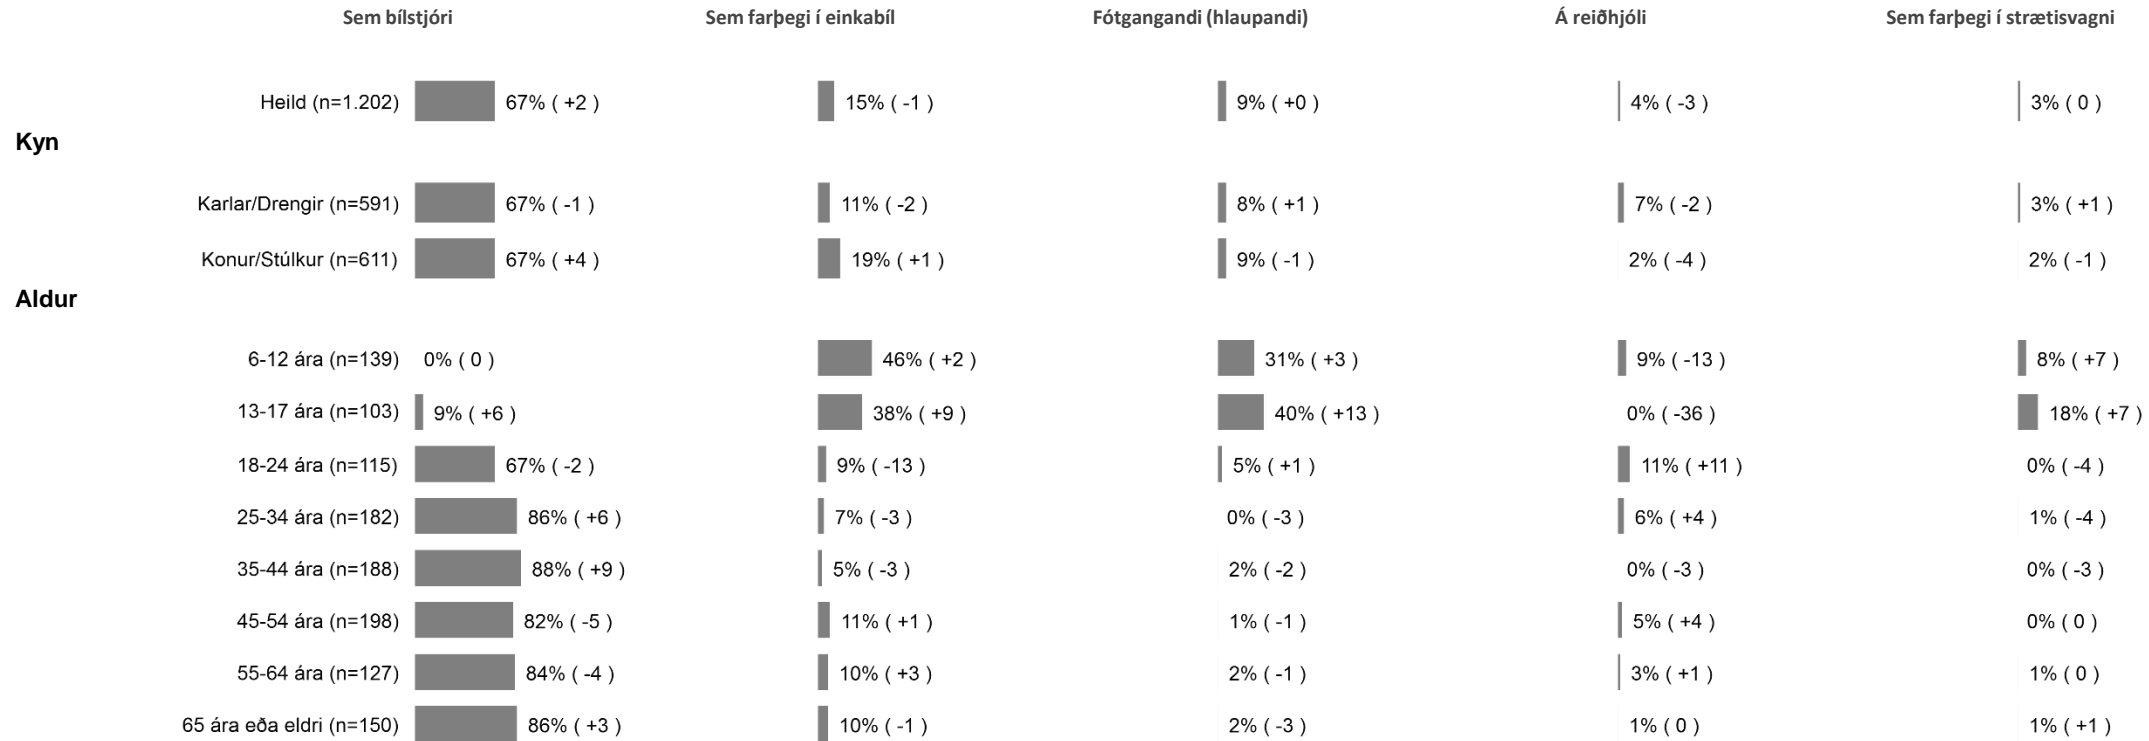 Sem bílstjóri Sem farþegi í einkabíl Fótgangandi (hlaupandi) Á reiðhjóli Sem farþegi í strætisvagni
Heild (n=1.202) 67% ( +2 ) 15% ( -1 ) 9% ( +0 ) 4% ( -3 ) 3% ( 0 )
Kyn
Karlar/Drengir (n=591) 67% ( -1 ) 11% ( -2 ) 8% ( +1 ) 7% ( -2 ) 3% ( +1 )
Konur/Stúlkur (n=611) 67% ( +4 ) 19% ( +1 ) 9% ( -1 ) 2% ( -4 ) 2% ( -1 )
Aldur
6-12 ára (n=139) 0% ( 0 ) 46% ( +2 ) 31% ( +3 ) 9% ( -13 ) 8% ( +7 )
13-17 ára (n=103) 9% ( +6 ) 38% ( +9 ) 40% ( +13 ) 0% ( -36 ) 18% ( +7 )
18-24 ára (n=115) 67% ( -2 ) 9% ( -13 ) 5% ( +1 ) 11% ( +11 ) 0% ( -4 )
25-34 ára (n=182) 86% ( +6 ) 7% ( -3 ) 0% ( -3 ) 6% ( +4 ) 1% ( -4 )
35-44 ára (n=188) 88% ( +9 ) 5% ( -3 ) 2% ( -2 ) 0% ( -3 ) 0% ( -3 )
45-54 ára (n=198) 82% ( -5 ) 11% ( +1 ) 1% ( -1 ) 5% ( +4 ) 0% ( 0 )
55-64 ára (n=127) 84% ( -4 ) 10% ( +3 ) 2% ( -1 ) 3% ( +1 ) 1% ( 0 )
65 ára eða eldri (n=150) 86% ( +3 ) 10% ( -1 ) 2% ( -3 ) 1% ( 0 ) 1% ( +1 )